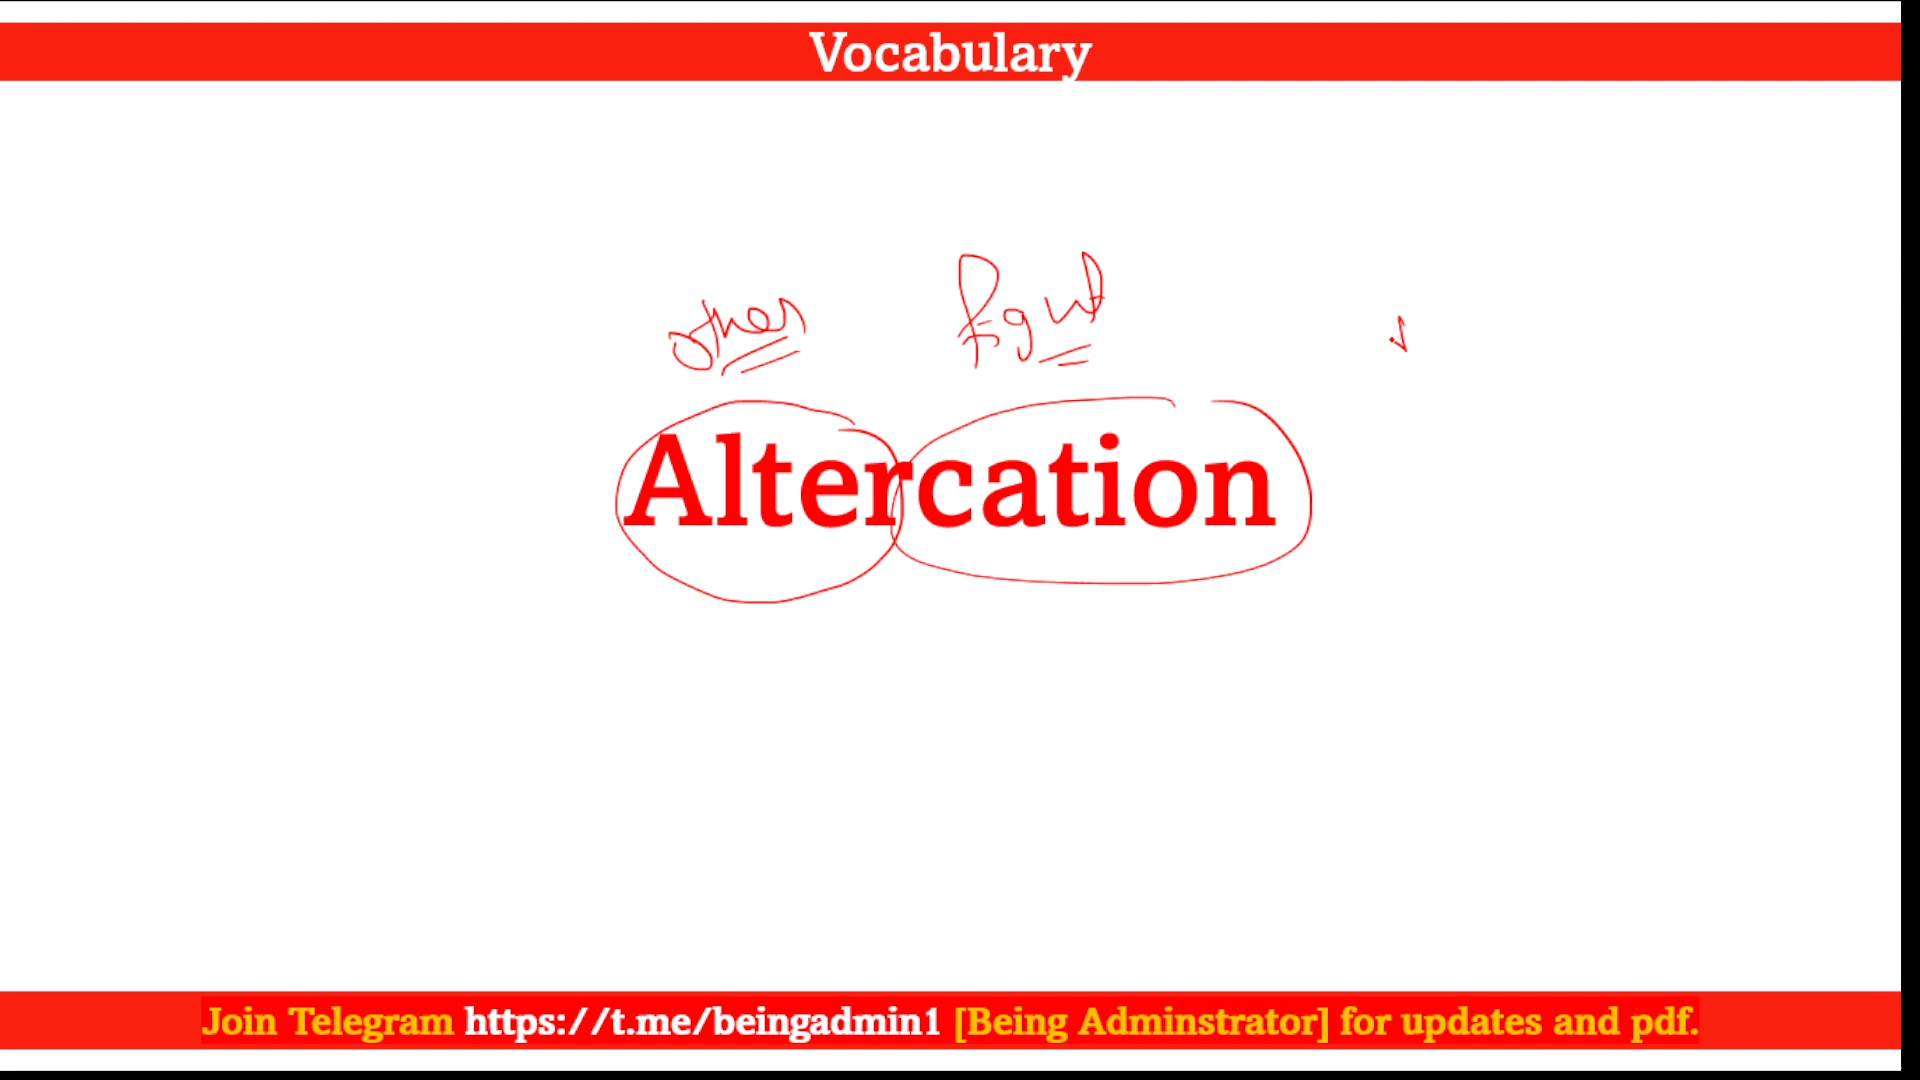 Vocabulary
other fight
Altercation
Join Telegram https://t.me/beingadmin1 [Being Adminstrator] for updates and pdf.